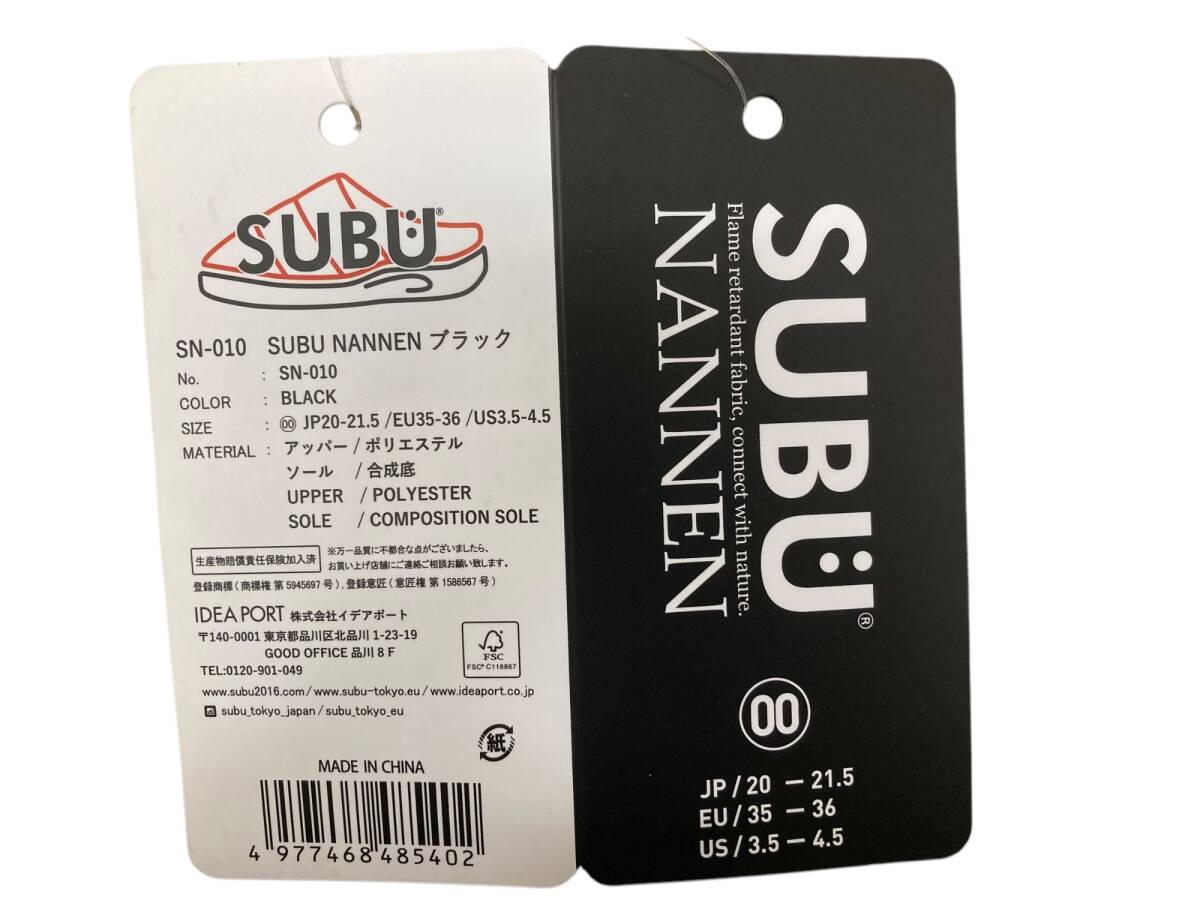 SUBU®
SN-010 SUBU NANNEN ブラック
No. : SN-010
COLOR : BLACK
SIZE : 00 JP20-21.5 /EU35-36 /US3.5-4.5
MATERIAL : アッパー / ポリエステル
ソール / 合成底
UPPER / POLYESTER
SOLE / COMPOSITION SOLE
生産物賠償責任保険加入済
※万一品質に不都合な点がございましたら、
お買い上げ店舗にご連絡ご相談お願い致します。
登録商標(商標権 第5945697号),登録意匠(意匠権 第1586567号)
IDEA PORT 株式会社イデアポート
〒140-0001 東京都品川区北品川 1-23-19
GOOD OFFICE 品川 8 F
TEL:0120-901-049
FSC
FSC® C118867
www.subu2016.com / www.subu-tokyo.eu / www.ideaport.co.jp
subu_tokyo_japan / subu_tokyo_eu
紙
MADE IN CHINA
4 977468 485402
SUBU®
Flame retardant fabric, connect with nature.
NANNEN
00
JP / 20 — 21.5
EU / 35 — 36
US / 3.5 — 4.5